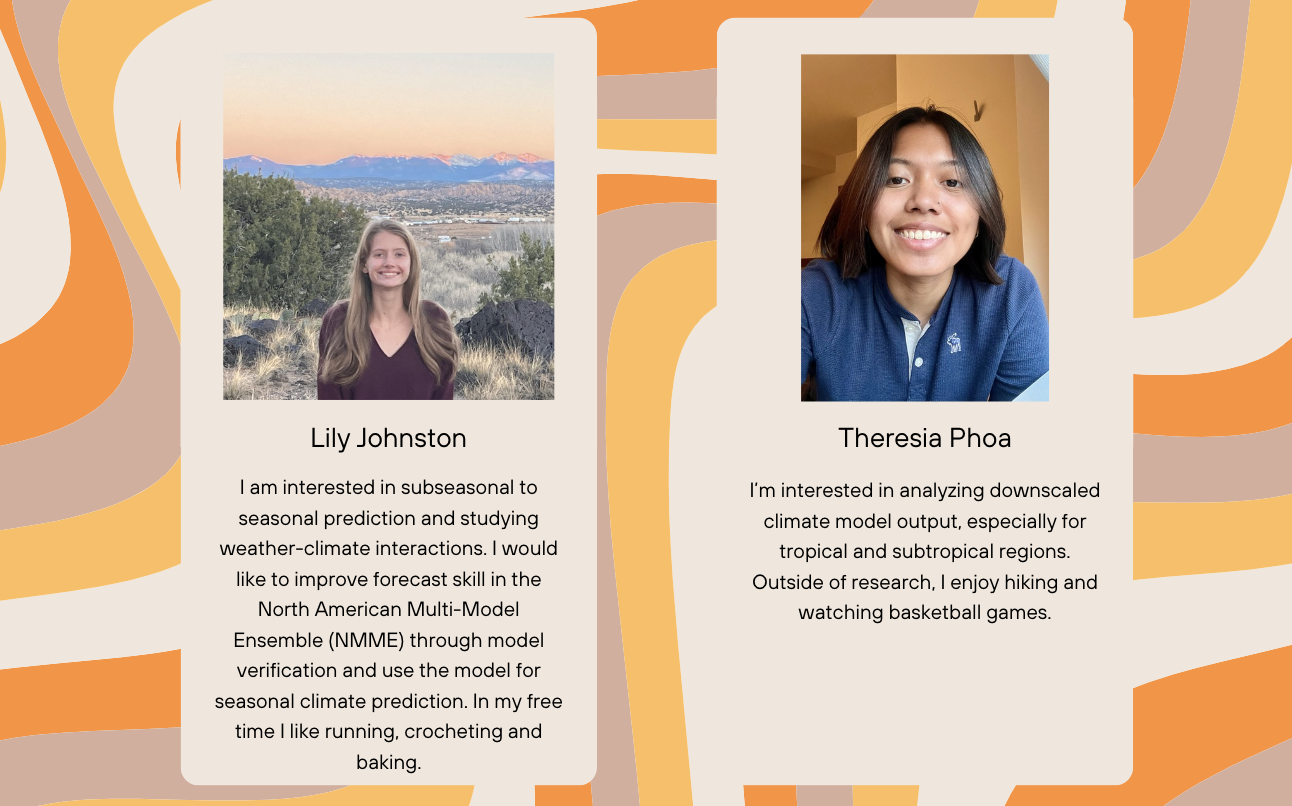 Lily Johnston
I am interested in subseasonal to
seasonal prediction and studying
weather-climate interactions. I would
like to improve forecast skill in the
North American Multi-Model
Ensemble (NMME) through model
verification and use the model for
seasonal climate prediction. In my free
time I like running, crocheting and
baking.
Theresia Phoa
I'm interested in analyzing downscaled
climate model output, especially for
tropical and subtropical regions.
Outside of research, I enjoy hiking and
watching basketball games.